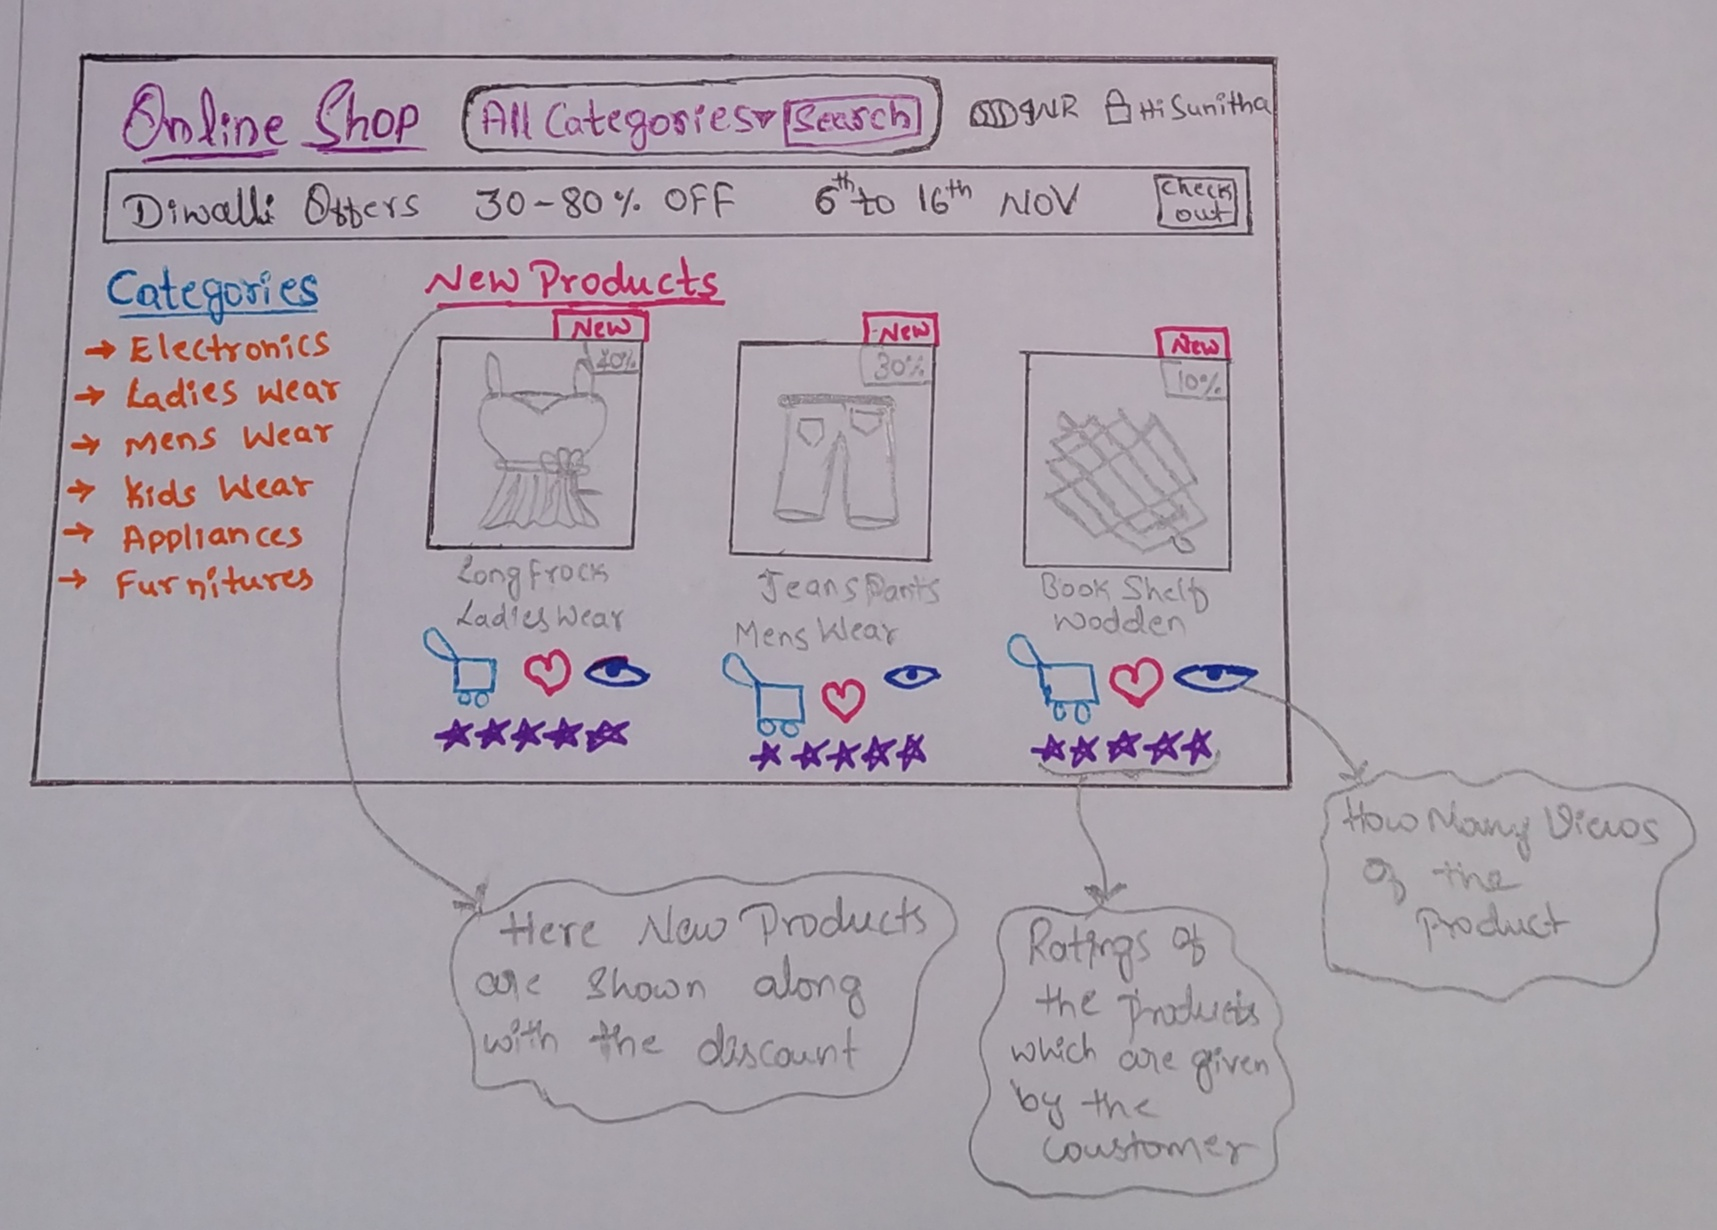 Online Shop All Categories Search INR Hi Sunitha
Diwalli Offers 30-80% OFF 6th to 16th NOV Check out
Categories
→ Electronics
→ Ladies Wear
→ Mens Wear
→ Kids Wear
→ Appliances
→ Furnitures
New Products
New
40%
Long Frock
Ladies Wear
New
30%
Jeans Pants
Mens Wear
New
10%
Book Shelf
Wodden
Here New Products
are shown along
with the discount
Ratings of
the products
which are given
by the
coustomer
How Many Views
of the
product